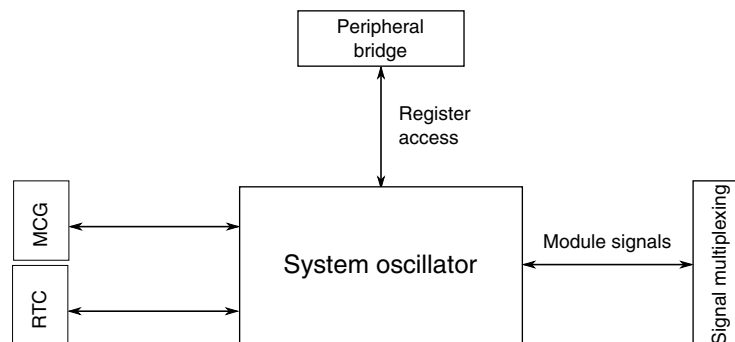 Peripheral
bridge
Register
access
MCG
RTC
System oscillator
Module signals
Signal multiplexing